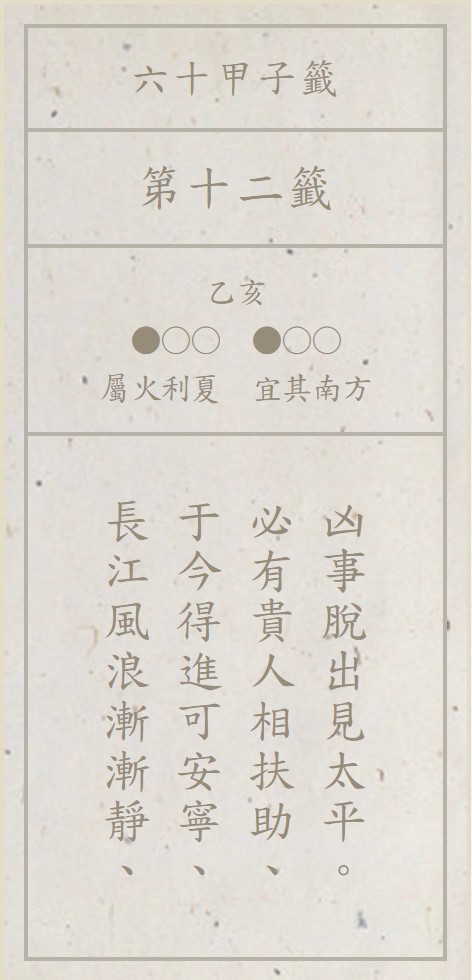 六十甲子籤
第十二籤
乙亥
●○○ ●○○
屬火利夏 宜其南方
長江風浪漸漸靜、
于今得進可安寧、
必有貴人相扶助、
凶事脫出見太平。